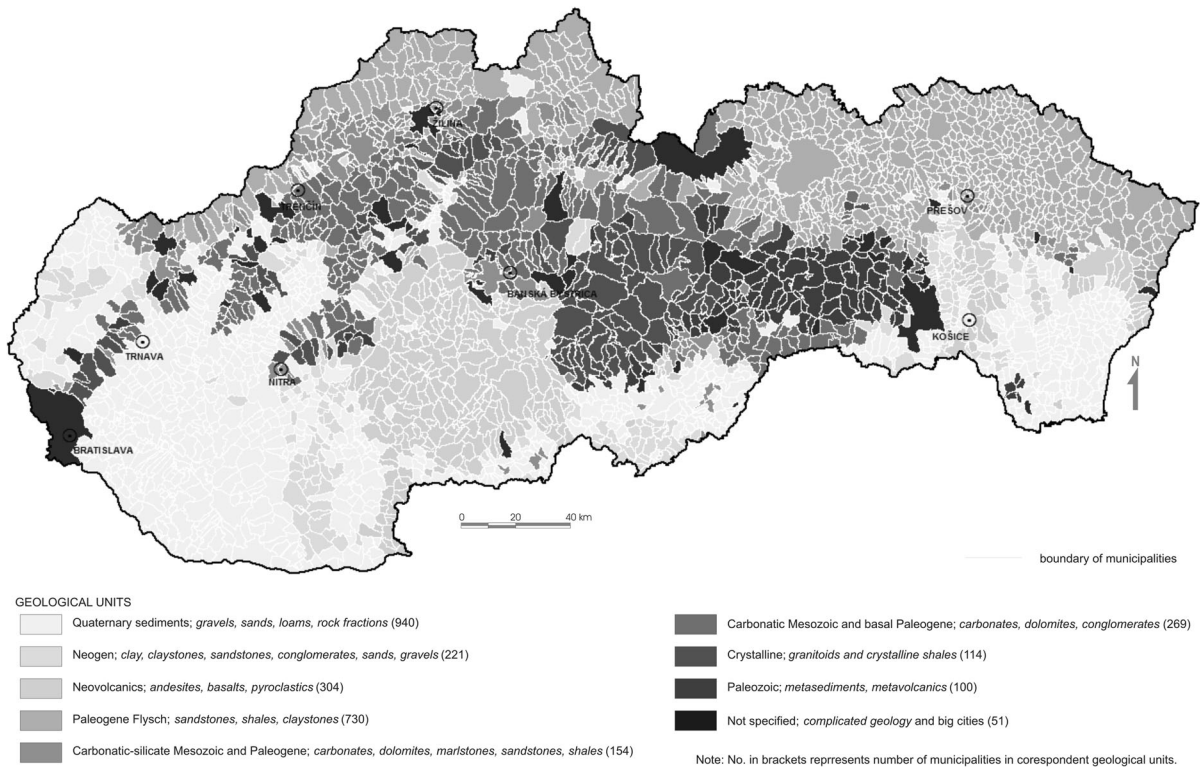 ŽILINA
TRENČÍN
PREŠOV
BANSKÁ BYSTRICA
KOŠICE
TRNAVA
NITRA
BRATISLAVA
N
0 20 40 km
boundary of municipalities
GEOLOGICAL UNITS
Quaternary sediments; gravels, sands, loams, rock fractions (940)
Neogen; clay, claystones, sandstones, conglomerates, sands, gravels (221)
Neovolcanics; andesites, basalts, pyroclastics (304)
Paleogene Flysch; sandstones, shales, claystones (730)
Carbonatic-silicate Mesozoic and Paleogene; carbonates, dolomites, marlstones, sandstones, shales (154)
Carbonatic Mesozoic and basal Paleogene; carbonates, dolomites, conglomerates (269)
Crystalline; granitoids and crystalline shales (114)
Paleozoic; metasediments, metavolcanics (100)
Not specified; complicated geology and big cities (51)
Note: No. in brackets reprresents number of municipalities in corespondent geological units.